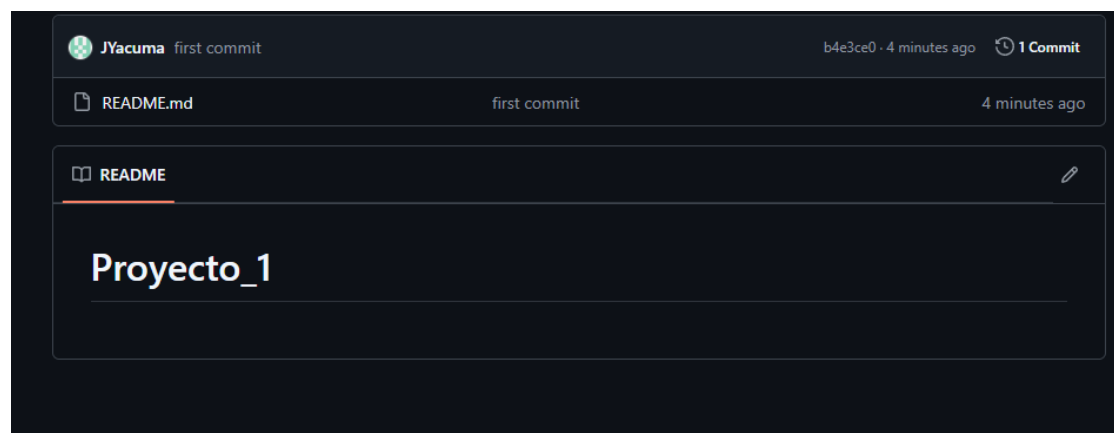 JYacuma first commit b4e3ce0 · 4 minutes ago 1 Commit
README.md first commit 4 minutes ago
README
Proyecto_1